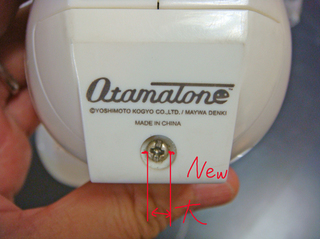 Otamatone
©YOSHIMOTO KOGYO CO.,LTD./ MAYWA DENKI
MADE IN CHINA
New